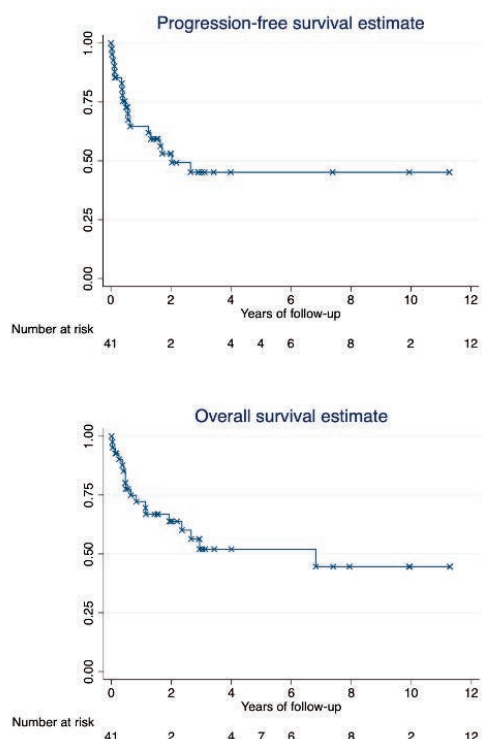 Progression-free survival estimate
1.00
0.75
0.50
0.25
0.00
0 2 4 6 8 10 12
Years of follow-up
Number at risk
41 2 4 4 6 8 2 12
Overall survival estimate
1.00
0.75
0.50
0.25
0.00
0 2 4 6 8 10 12
Years of follow-up
Number at risk
41 2 4 7 6 8 2 12